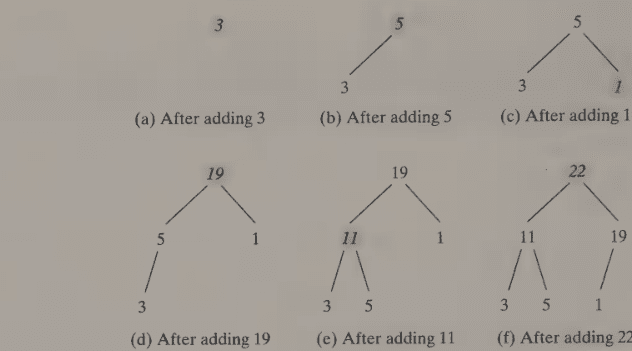 3 5 5
3 3 1
(a) After adding 3 (b) After adding 5 (c) After adding 1
19 19 22
5 1 11 1 11 19
3 3 5 3 5 1
(d) After adding 19 (e) After adding 11 (f) After adding 22